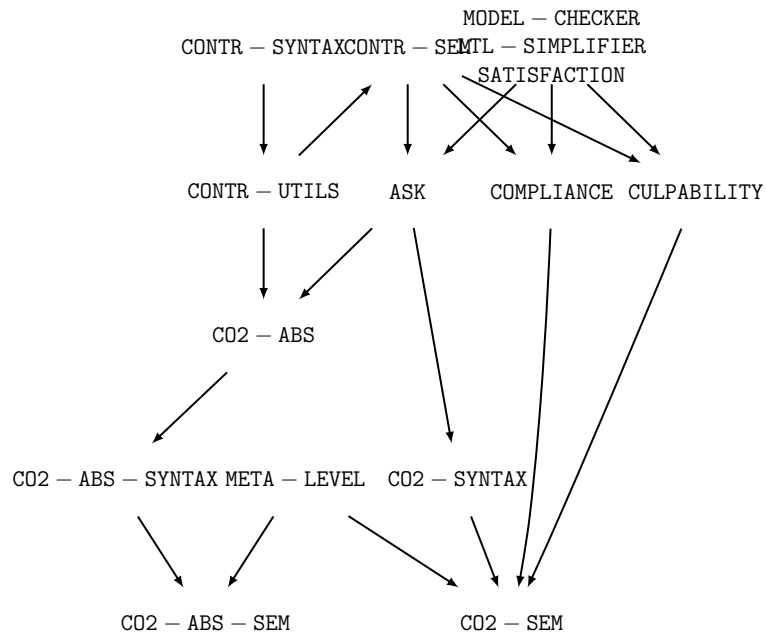 MODEL − CHECKER
CONTR − SYNTAX CONTR − SEM LTL − SIMPLIFIER
SATISFACTION
CONTR − UTILS ASK COMPLIANCE CULPABILITY
CO2 − ABS
CO2 − ABS − SYNTAX META − LEVEL CO2 − SYNTAX
CO2 − ABS − SEM CO2 − SEM